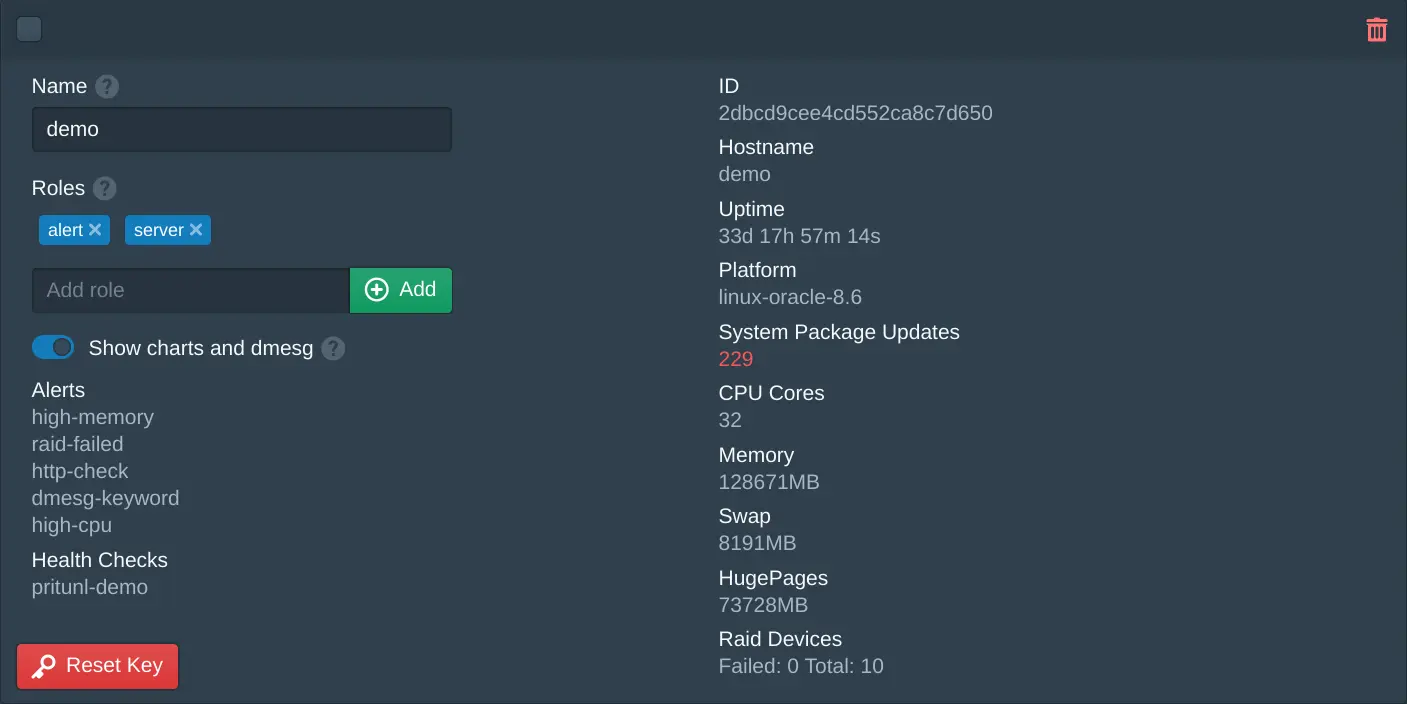 Name ?
demo
Roles ?
alert server
Add role Add
Show charts and dmesg ?
Alerts
high-memory
raid-failed
http-check
dmesg-keyword
high-cpu
Health Checks
pritunl-demo
Reset Key
ID
2dbcd9cee4cd552ca8c7d650
Hostname
demo
Uptime
33d 17h 57m 14s
Platform
linux-oracle-8.6
System Package Updates
229
CPU Cores
32
Memory
128671MB
Swap
8191MB
HugePages
73728MB
Raid Devices
Failed: 0 Total: 10